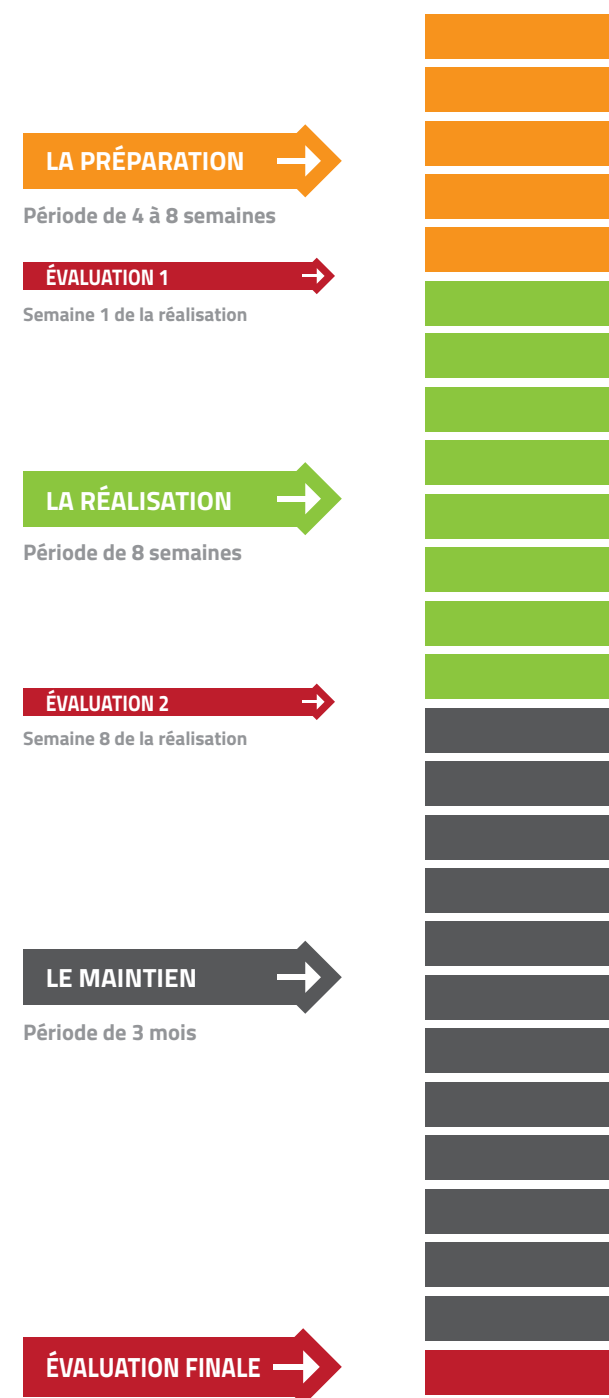 LA PRÉPARATION
Période de 4 à 8 semaines
ÉVALUATION 1
Semaine 1 de la réalisation
LA RÉALISATION
Période de 8 semaines
ÉVALUATION 2
Semaine 8 de la réalisation
LE MAINTIEN
Période de 3 mois
ÉVALUATION FINALE